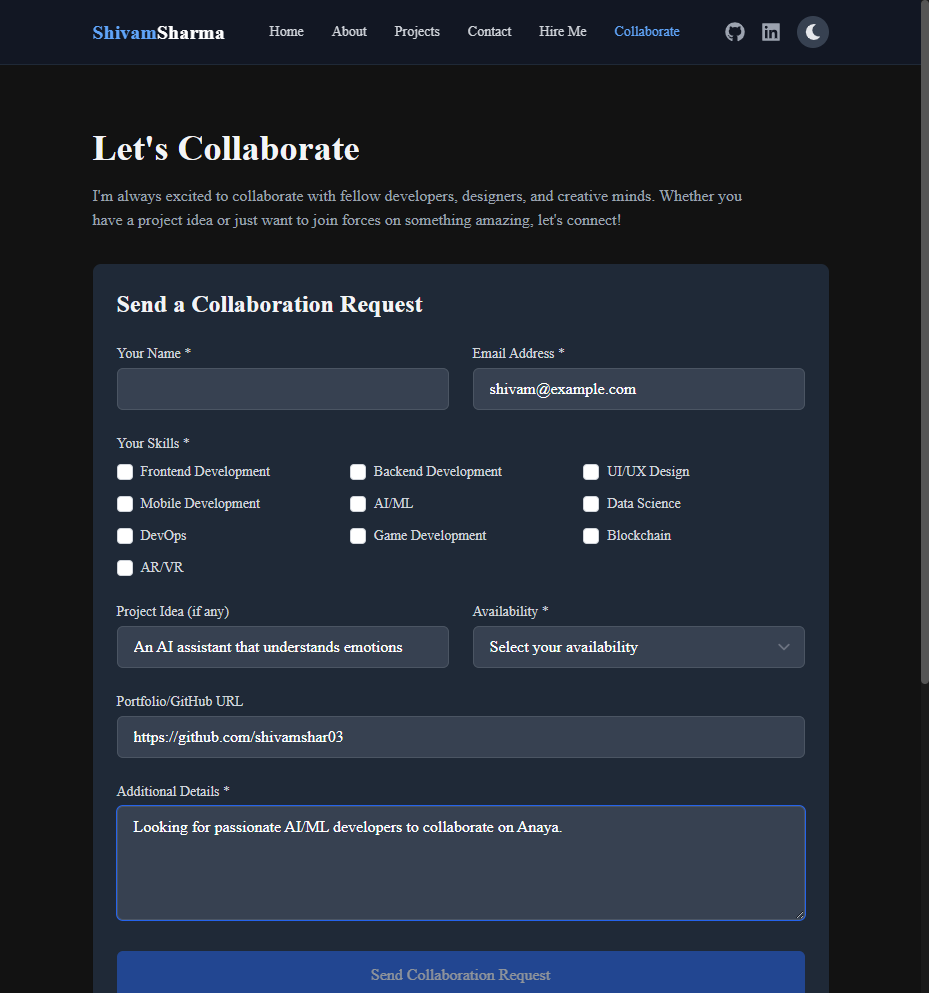 ShivamSharma Home About Projects Contact Hire Me Collaborate
Let's Collaborate
I'm always excited to collaborate with fellow developers, designers, and creative minds. Whether you
have a project idea or just want to join forces on something amazing, let's connect!
Send a Collaboration Request
Your Name * Email Address *
shivam@example.com
Your Skills *
Frontend Development Backend Development UI/UX Design
Mobile Development AI/ML Data Science
DevOps Game Development Blockchain
AR/VR
Project Idea (if any) Availability *
An AI assistant that understands emotions Select your availability
Portfolio/GitHub URL
https://github.com/shivamshar03
Additional Details *
Looking for passionate AI/ML developers to collaborate on Anaya.
Send Collaboration Request